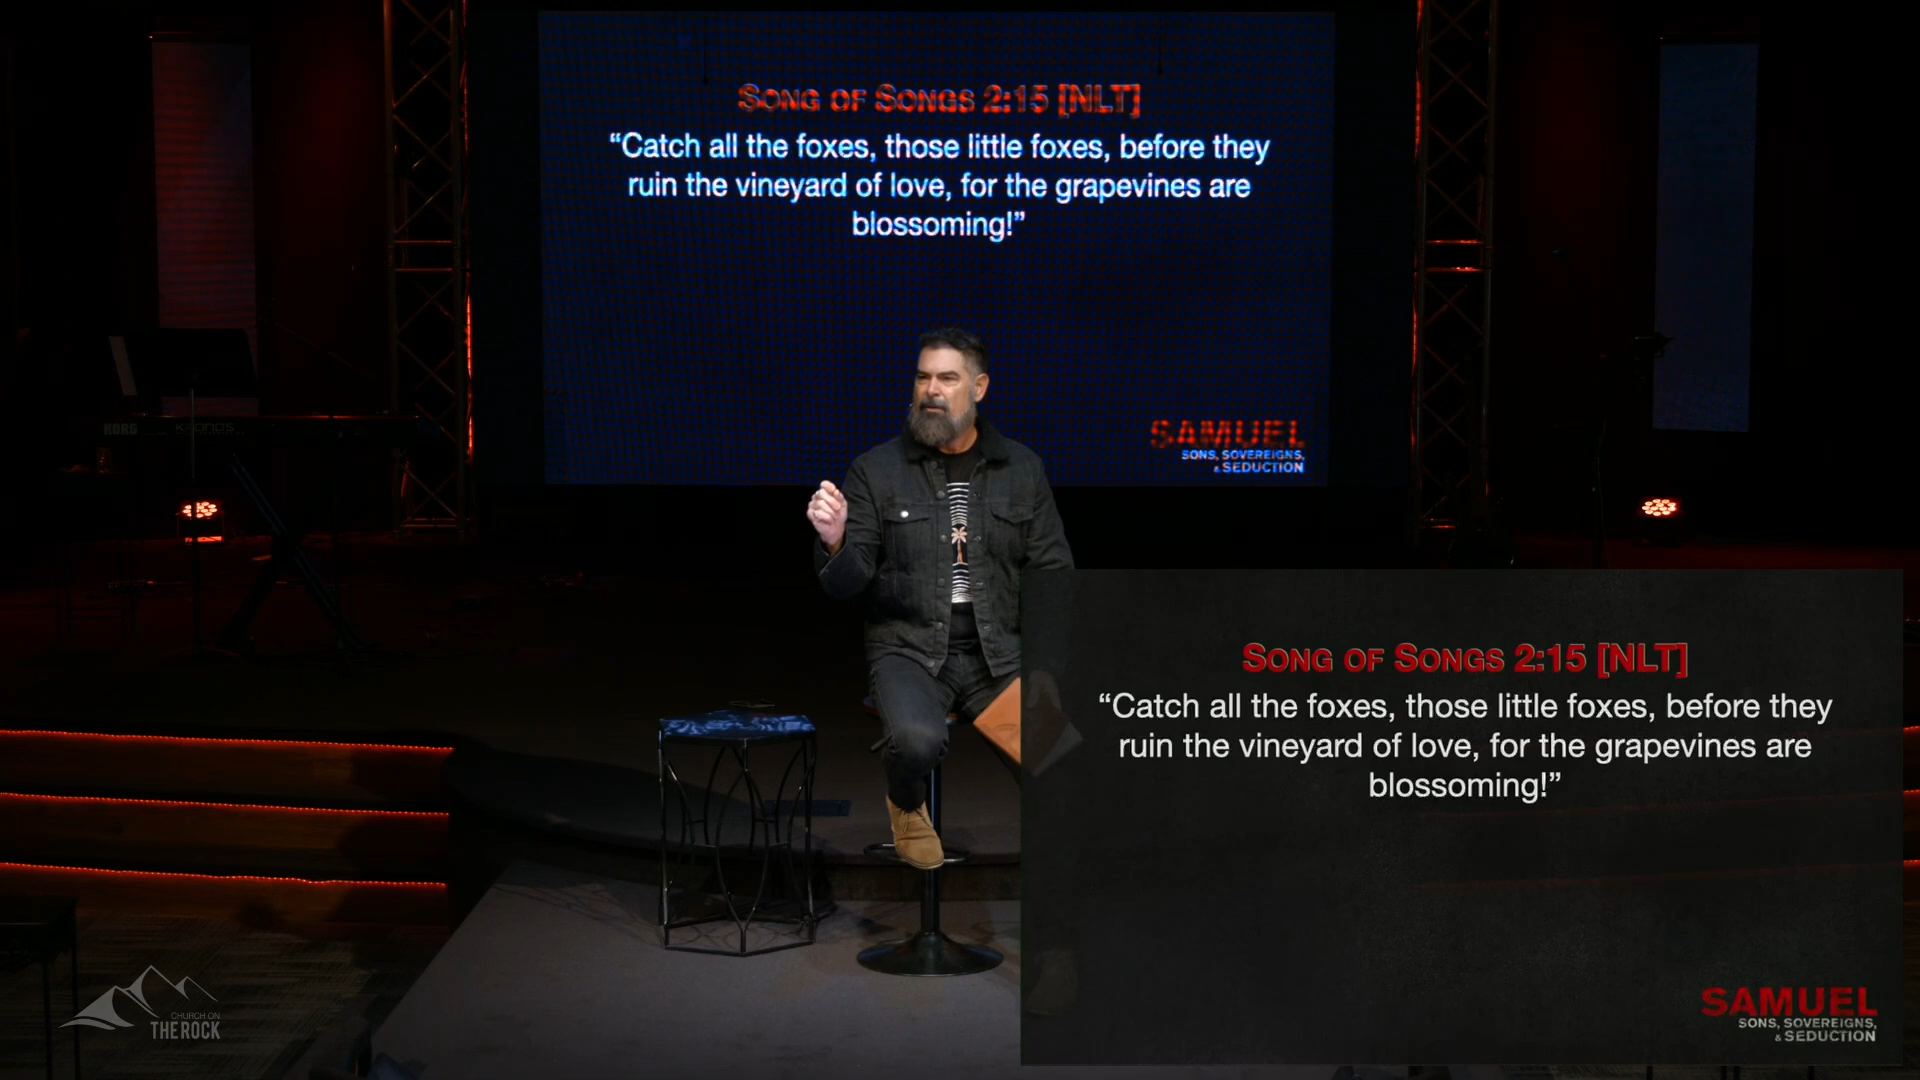 SONG OF SONGS 2:15 [NLT]
“Catch all the foxes, those little foxes, before they
ruin the vineyard of love, for the grapevines are
blossoming!”
SAMUEL
SONS, SOVEREIGNS,
& SEDUCTION
KORG KRONOS
SONG OF SONGS 2:15 [NLT]
“Catch all the foxes, those little foxes, before they
ruin the vineyard of love, for the grapevines are
blossoming!”
SAMUEL
SONS, SOVEREIGNS,
& SEDUCTION
CHURCH ON
THE ROCK